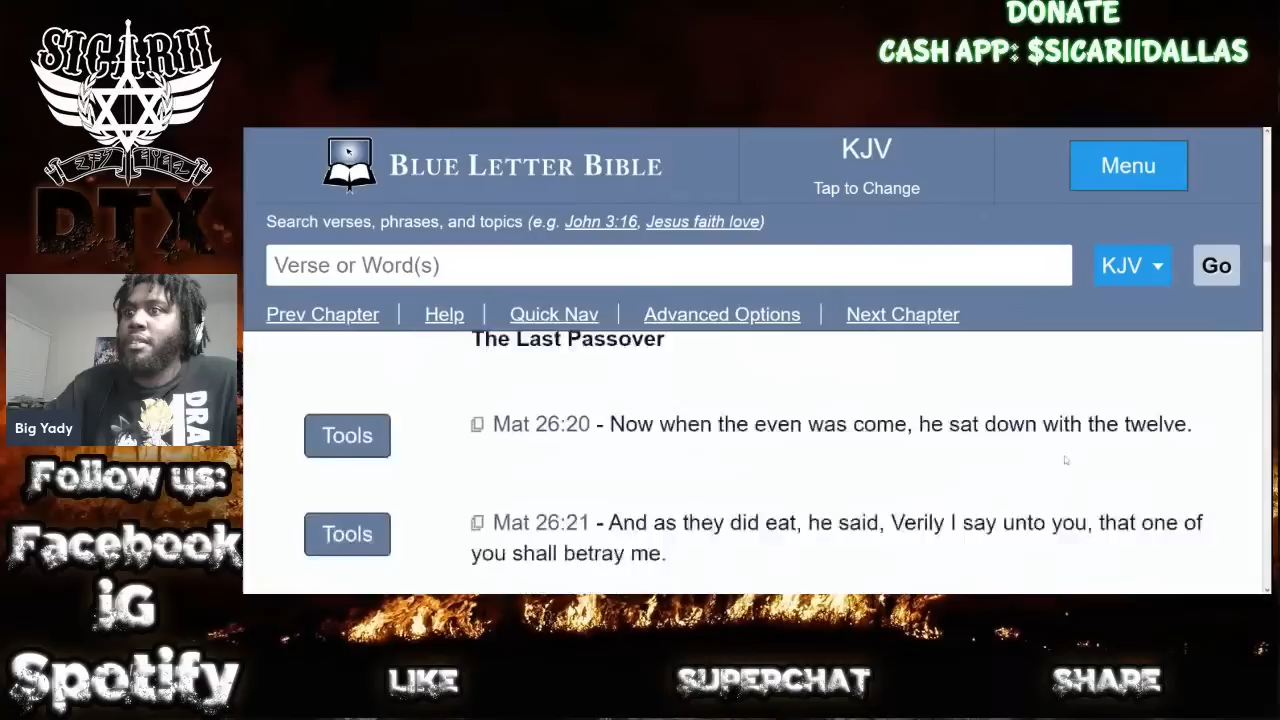 SICARII
DTX
DONATE
CASH APP: $SICARIIDALLAS
BLUE LETTER BIBLE
KJV
Tap to Change
Menu
Search verses, phrases, and topics (e.g. John 3:16, Jesus faith love)
Verse or Word(s)
KJV
Go
Prev Chapter
Help
Quick Nav
Advanced Options
Next Chapter
The Last Passover
Tools
Mat 26:20 - Now when the even was come, he sat down with the twelve.
Tools
Mat 26:21 - And as they did eat, he said, Verily I say unto you, that one of
you shall betray me.
DRA
Big Yady
Follow us:
Facebook
iG
Spotify
LIKE
SUPERCHAT
SHARE